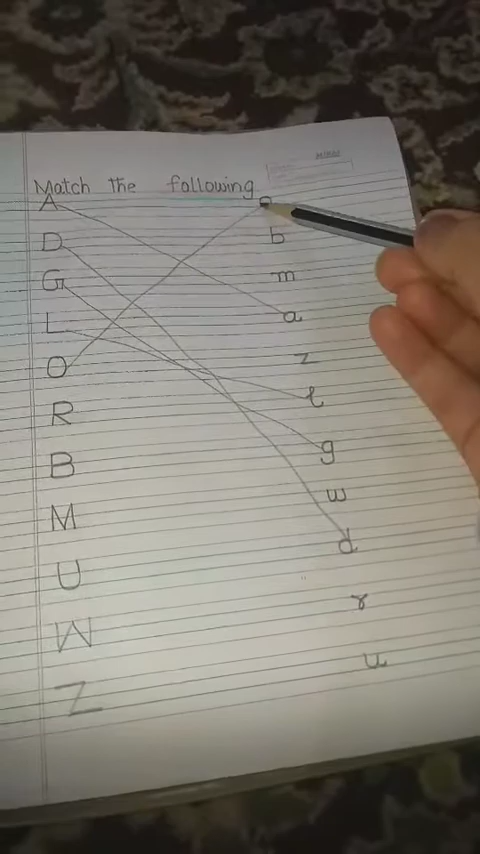 Match the following
A o
D b
G m
L a
O z
R l
B g
M w
U d
W r
Z u